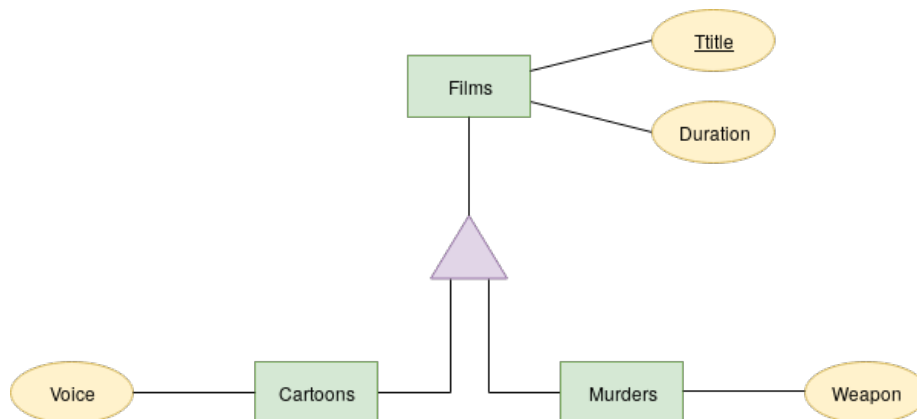 Ttitle
Films
Duration
Voice
Cartoons
Murders
Weapon